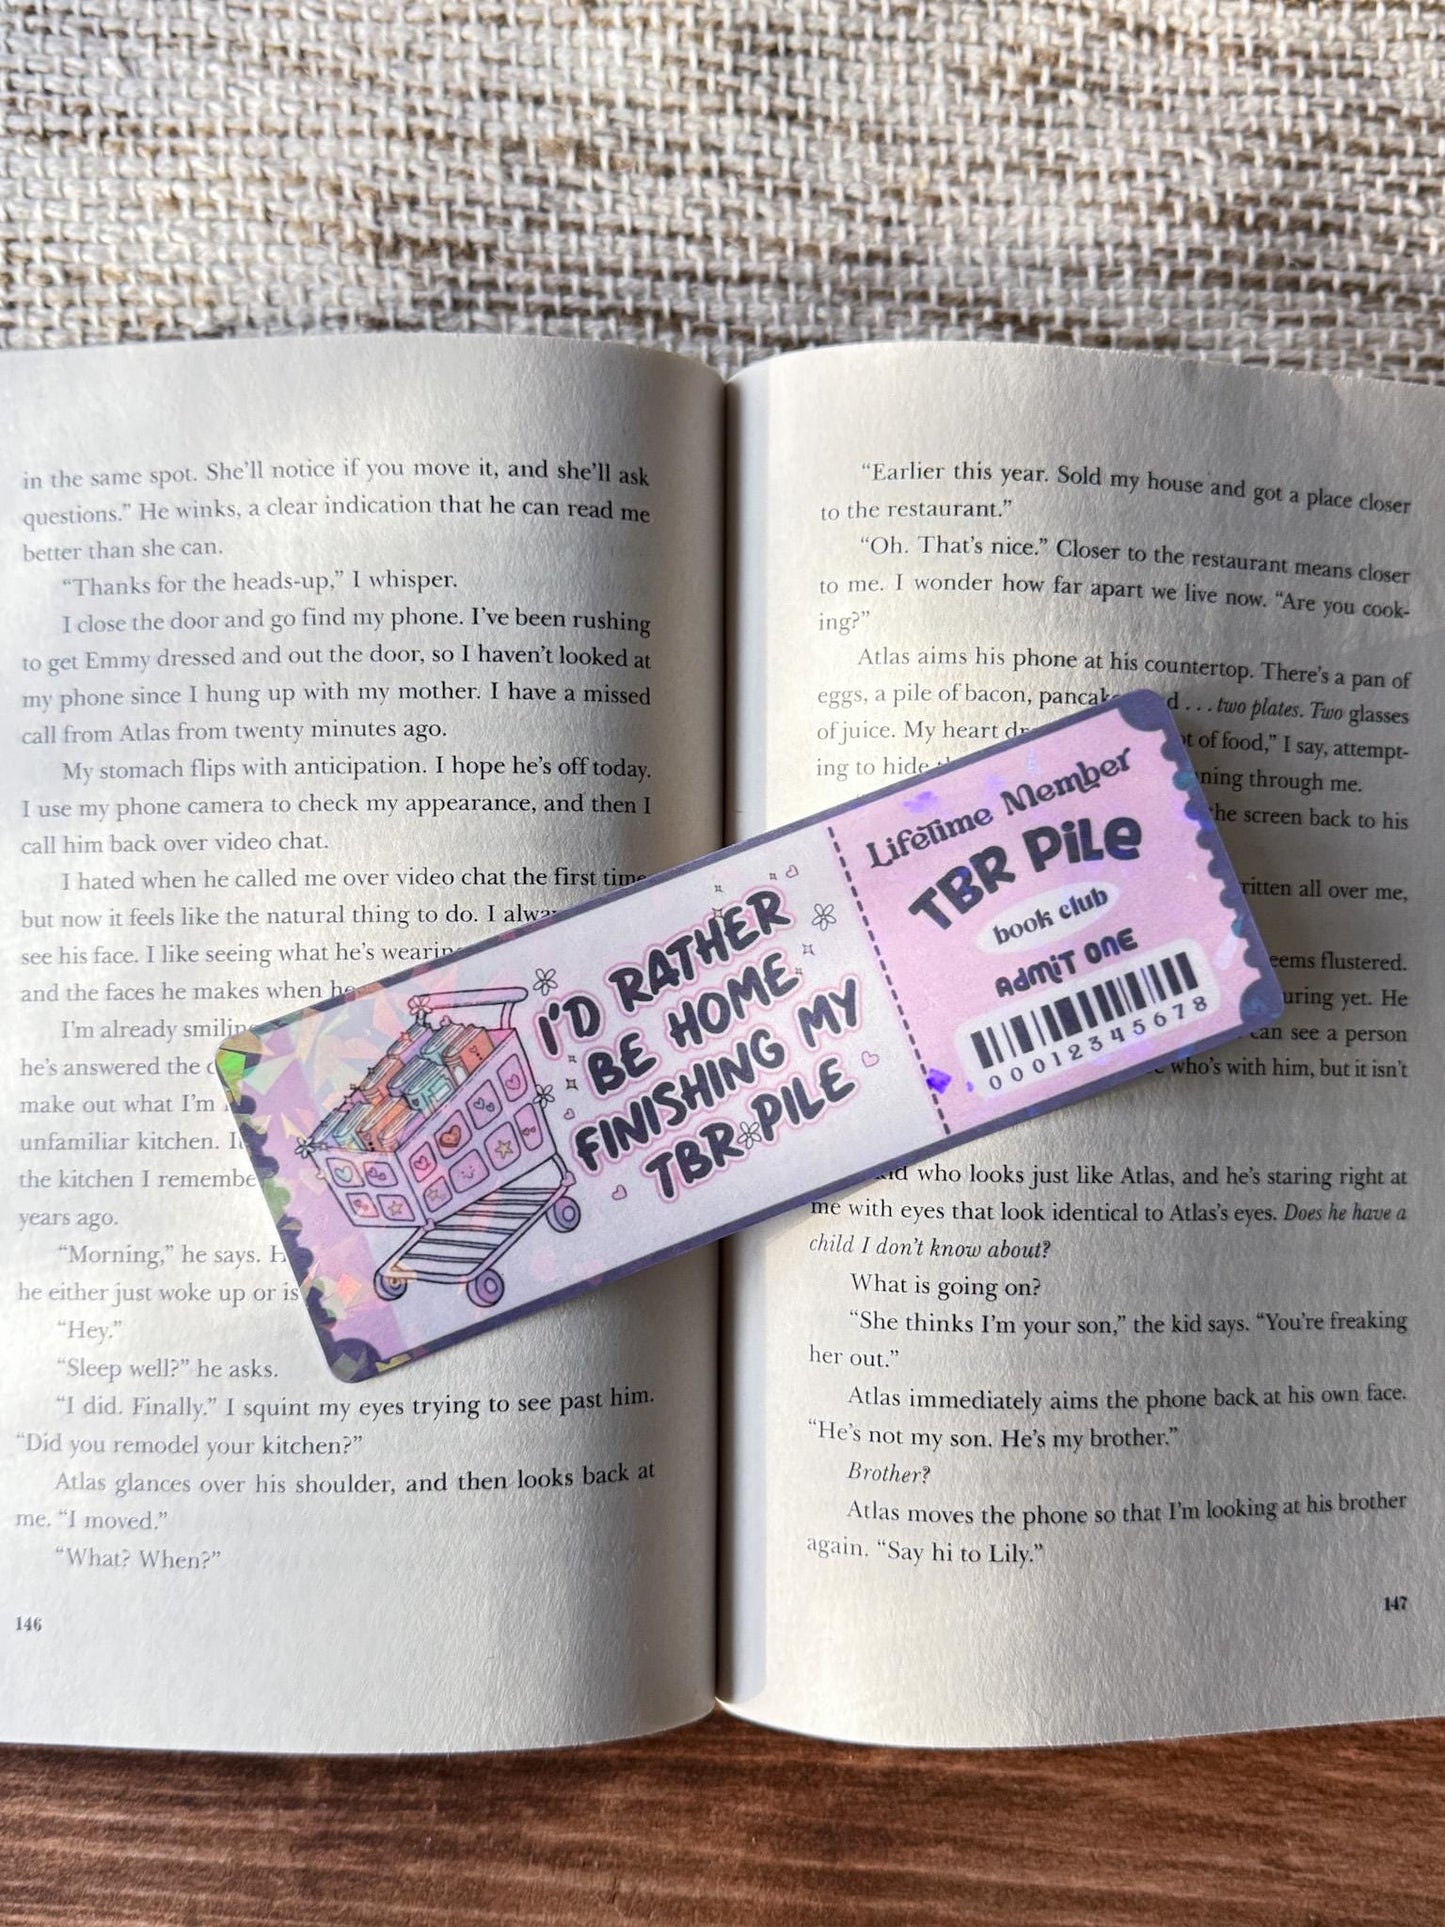 in the same spot. She'll notice if you move it, and she'll ask
questions." He winks, a clear indication that he can read me
better than she can.
"Thanks for the heads-up," I whisper.
I close the door and go find my phone. I've been rushing
to get Emmy dressed and out the door, so I haven't looked at
my phone since I hung up with my mother. I have a missed
call from Atlas from twenty minutes ago.
My stomach flips with anticipation. I hope he's off today.
I use my phone camera to check my appearance, and then I
call him back over video chat.
I hated when he called me over video chat the first time
but now it feels like the natural thing to do. I
see his face. I like seeing what he's
and the faces he makes when
I'm already
he's answered the
make out what I'm
unfamiliar kitchen.
the kitchen I
years ago.
"Morning," he says.
he either just woke up or is
"Hey."
"Sleep well?" he asks.
"I did. Finally." I squint my eyes trying to see past him.
"Did you remodel your kitchen?"
Atlas glances over his shoulder, and then looks back at
me. "I moved."
"What? When?"
146
"Earlier this year. Sold my house and got a place closer
to the restaurant."
"Oh. That's nice." Closer to the restaurant means closer
to me. I wonder how far apart we live now. "Are you cook-
ing?"
Atlas aims his phone at his countertop. There's a pan of
eggs, a pile of bacon, . . . two plates. Two glasses
of juice. My heart of food," I say, attempt-
ing to hide through me.
the screen back to his
all over me,
flustered.
yet. He
can see a person
who's with him, but it isn't
who looks just like Atlas, and he's staring right at
me with eyes that look identical to Atlas's eyes. Does he have a
child I don't know about?
What is going on?
"She thinks I'm your son," the kid says. "You're freaking
her out."
Atlas immediately aims the phone back at his own face.
"He's not my son. He's my brother."
Brother?
Atlas moves the phone so that I'm looking at his brother
again. "Say hi to Lily."
147
I'D RATHER
BE HOME
FINISHING MY
TBR PILE
Lifetime Member
TBR PILE
book club
ADMIT ONE
00012345678